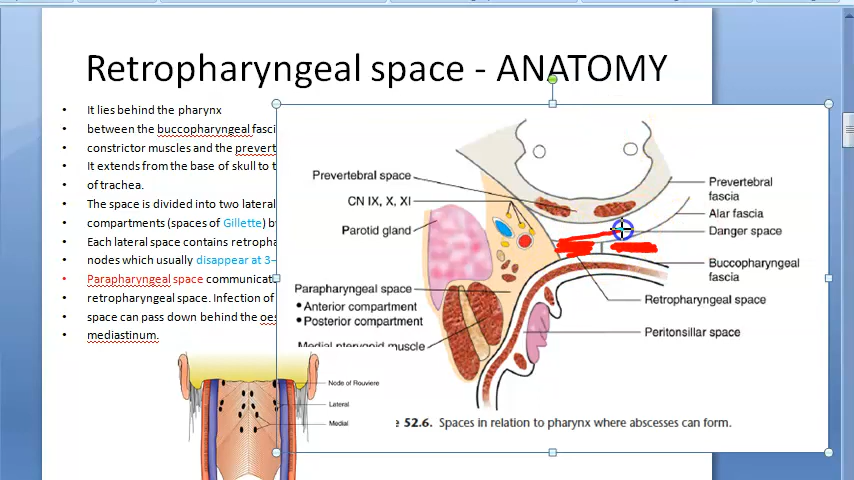 Retropharyngeal space - ANATOMY
• It lies behind the pharynx
• between the buccopharyngeal fasci
• constrictor muscles and the prevert
• It extends from the base of skull to t
• of trachea.
• The space is divided into two lateral
• compartments (spaces of Gillette) b
• Each lateral space contains retropha
• nodes which usually disappear at 3–
• Parapharyngeal space communicati
• retropharyngeal space. Infection of
• space can pass down behind the oes
• mediastinum.
Prevertebral space
CN IX, X, XI
Parotid gland
Parapharyngeal space
• Anterior compartment
• Posterior compartment
Medial pterygoid muscle
Prevertebral
fascia
Alar fascia
Danger space
Buccopharyngeal
fascia
Retropharyngeal space
Peritonsillar space
e 52.6. Spaces in relation to pharynx where abscesses can form.
Node of Rouviere
Lateral
Medial